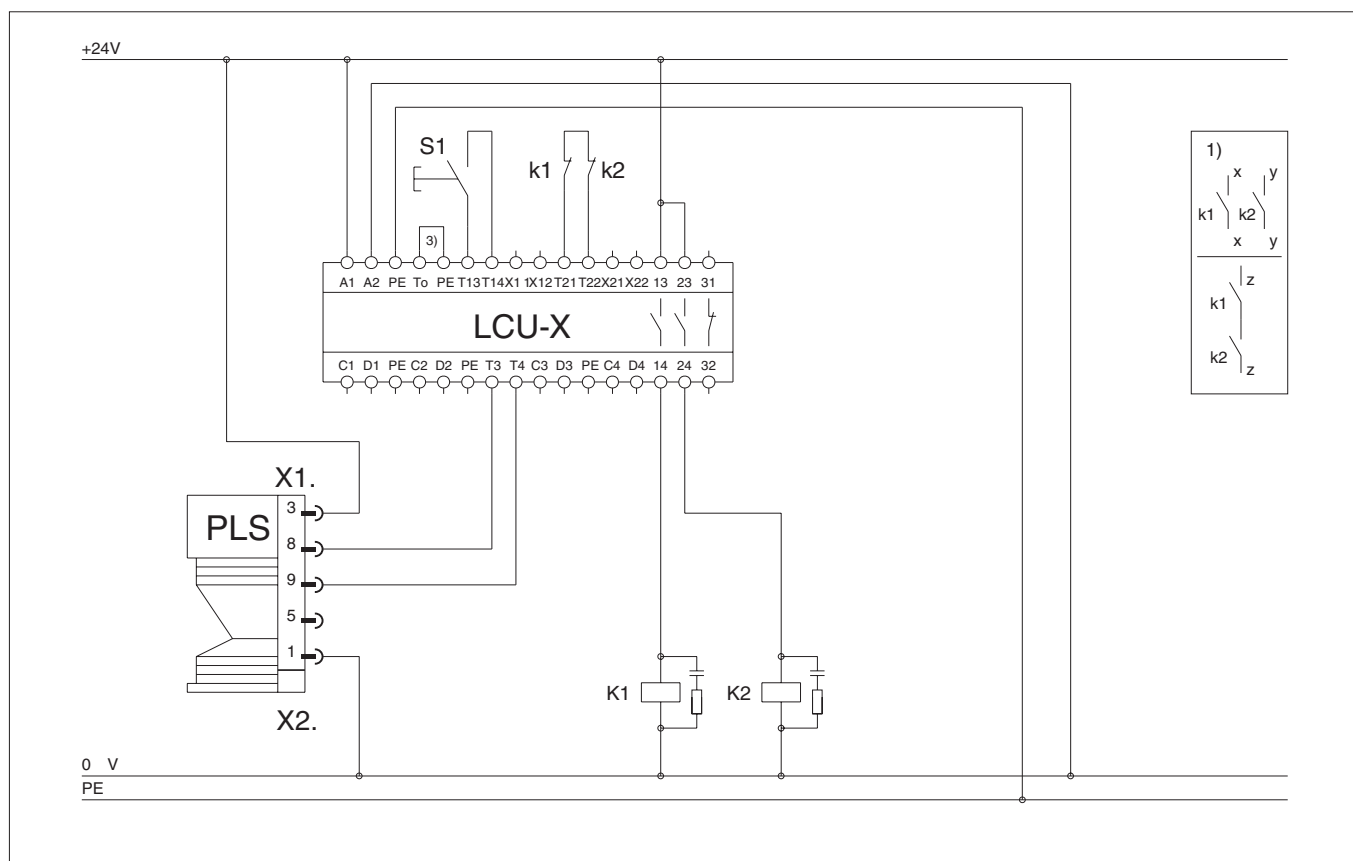 +24V
S1
k1
k2
3)
A1 A2 PE To PE T13 T14 X1 1X12 T21 T22 X21 X22 13 23 31
LCU-X
C1 D1 PE C2 D2 PE T3 T4 C3 D3 PE C4 D4 14 24 32
1)
x y
k1 k2
x y
z
k1
k2
z
X1.
PLS
3
8
9
5
1
X2.
K1
K2
0 V
PE